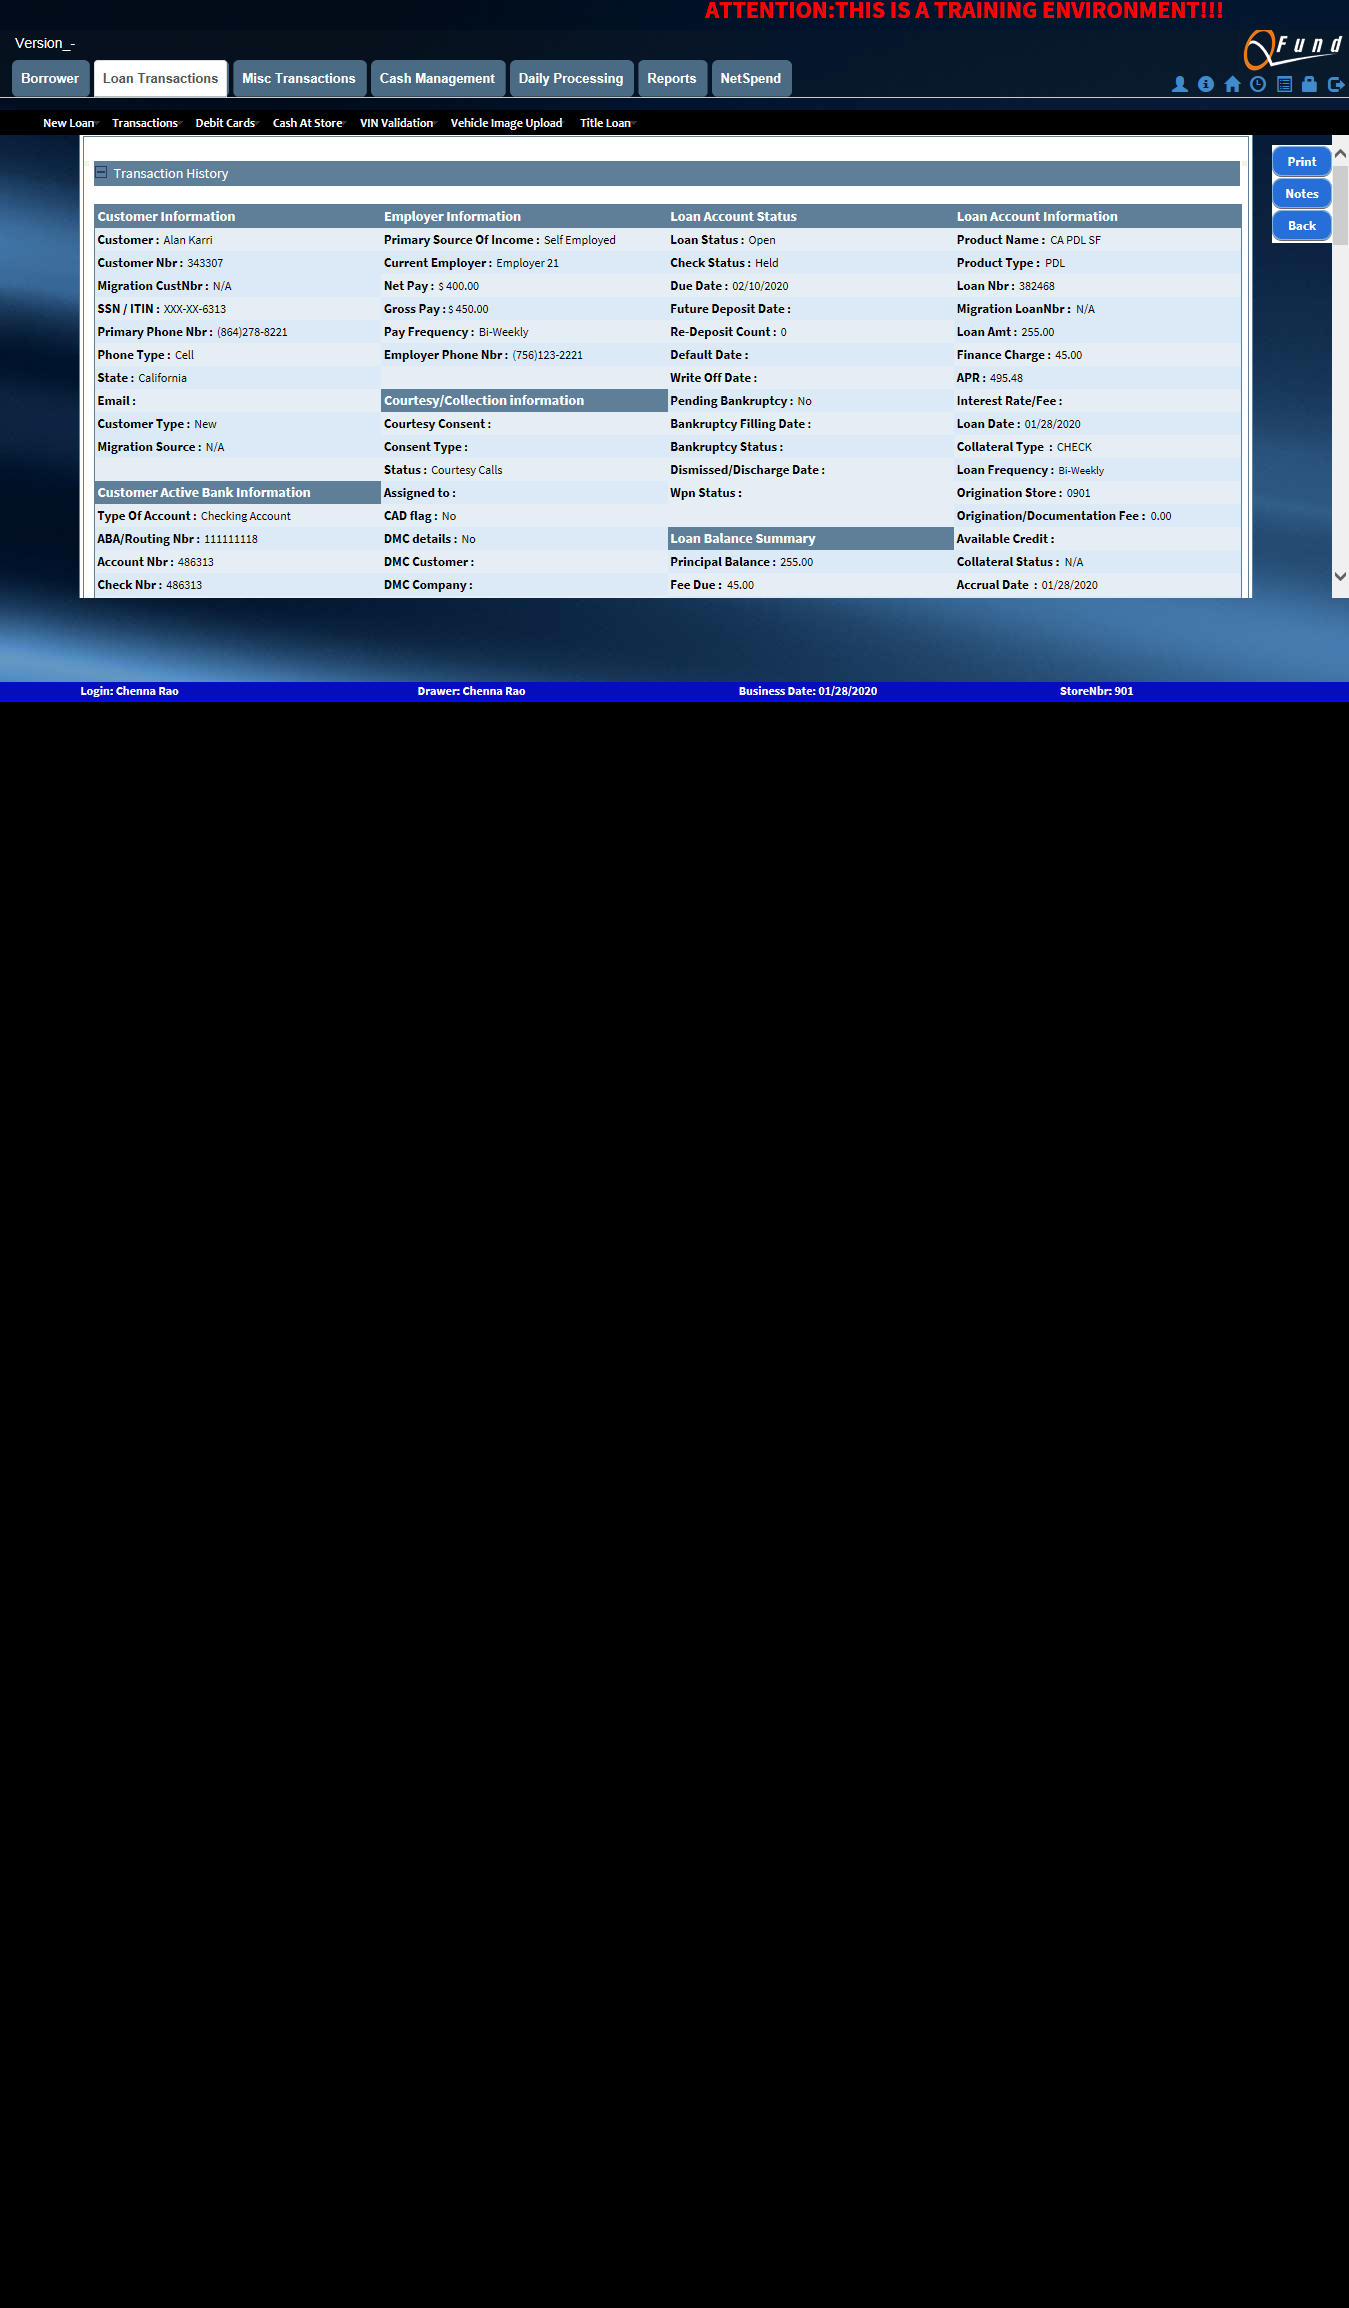 ATTENTION:THIS IS A TRAINING ENVIRONMENT!!!
Version_-
Fund
Borrower Loan Transactions Misc Transactions Cash Management Daily Processing Reports NetSpend
New Loan Transactions Debit Cards Cash At Store VIN Validation Vehicle Image Upload Title Loan
Print
Notes
Back
Transaction History
Customer Information Employer Information Loan Account Status Loan Account Information
Customer : Alan Karri Primary Source Of Income : Self Employed Loan Status : Open Product Name : CA PDL SF
Customer Nbr : 343307 Current Employer : Employer 21 Check Status : Held Product Type : PDL
Migration CustNbr : N/A Net Pay : $ 400.00 Due Date : 02/10/2020 Loan Nbr : 382468
SSN / ITIN : XXX-XX-6313 Gross Pay : $ 450.00 Future Deposit Date : Migration LoanNbr : N/A
Primary Phone Nbr : (864)278-8221 Pay Frequency : Bi-Weekly Re-Deposit Count : 0 Loan Amt : 255.00
Phone Type : Cell Employer Phone Nbr : (756)123-2221 Default Date : Finance Charge : 45.00
State : California Write Off Date : APR : 495.48
Email : Courtesy/Collection information Pending Bankruptcy : No Interest Rate/Fee :
Customer Type : New Courtesy Consent : Bankruptcy Filling Date : Loan Date : 01/28/2020
Migration Source : N/A Consent Type : Bankruptcy Status : Collateral Type : CHECK
Status : Courtesy Calls Dismissed/Discharge Date : Loan Frequency : Bi-Weekly
Customer Active Bank Information Assigned to : Wpn Status : Origination Store : 0901
Type Of Account : Checking Account CAD flag : No Origination/Documentation Fee : 0.00
ABA/Routing Nbr : 111111118 DMC details : No Loan Balance Summary Available Credit :
Account Nbr : 486313 DMC Customer : Principal Balance : 255.00 Collateral Status : N/A
Check Nbr : 486313 DMC Company : Fee Due : 45.00 Accrual Date : 01/28/2020
Login: Chenna Rao Drawer: Chenna Rao Business Date: 01/28/2020 StoreNbr: 901